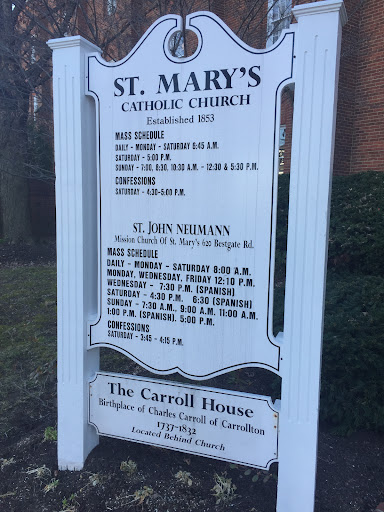 ST. MARY'S
CATHOLIC CHURCH
Established 1853
MASS SCHEDULE
DAILY - MONDAY - SATURDAY 6:45 A.M.
SATURDAY - 5:00 P.M.
SUNDAY - 7:00, 8:30, 10:30 A.M. - 12:30 & 5:30 P.M.
CONFESSIONS
SATURDAY - 4:30-5:00 P.M.
ST. JOHN NEUMANN
Mission Church Of St. Mary's 620 Bestgate Rd.
MASS SCHEDULE
DAILY - MONDAY - SATURDAY 8:00 A.M.
MONDAY, WEDNESDAY, FRIDAY 12:10 P.M.
WEDNESDAY - 7:30 P.M. (SPANISH)
SATURDAY - 4:30 P.M. 6:30 (SPANISH)
SUNDAY - 7:30 A.M., 9:00 A.M. 11:00 A.M.
1:00 P.M. (SPANISH). 5:00 P.M.
CONFESSIONS
SATURDAY - 3:45 - 4:15 P.M.
The Carroll House
Birthplace of Charles Carroll of Carrollton
1737-1832
Located Behind Church